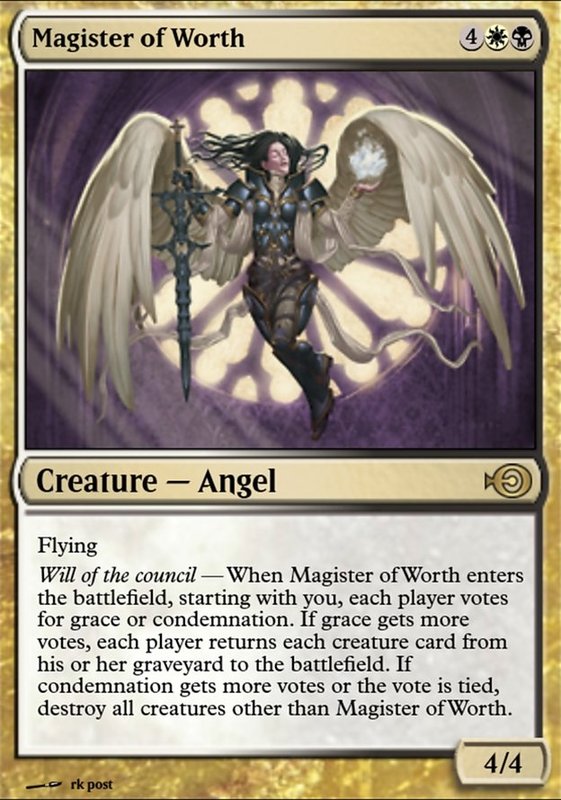 Magister of Worth 4
Creature — Angel
Flying
Will of the council — When Magister of Worth enters
the battlefield, starting with you, each player votes
for grace or condemnation. If grace gets more
votes, each player returns each creature card from
his or her graveyard to the battlefield. If
condemnation gets more votes or the vote is tied,
destroy all creatures other than Magister of Worth.
4/4
rk post